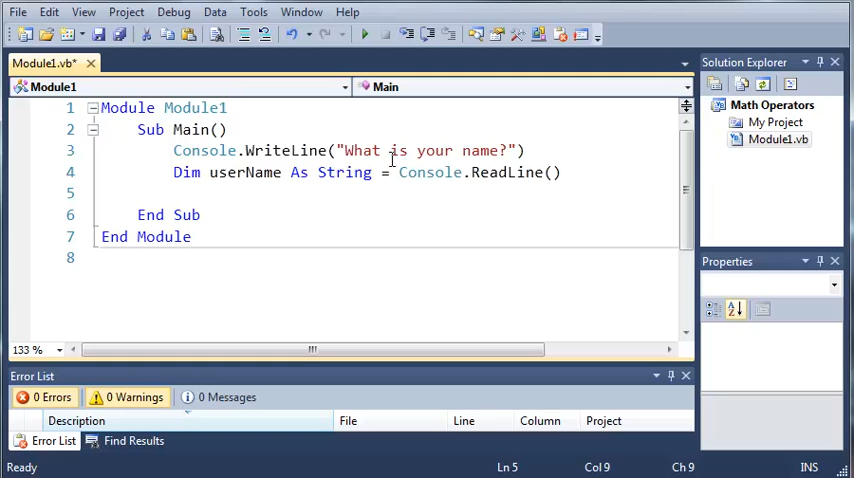 File Edit View Project Debug Data Tools Window Help
Module1.vb*
Module1 Main
1 Module Module1
2 Sub Main()
3 Console.WriteLine("What is your name?")
4 Dim userName As String = Console.ReadLine()
5
6 End Sub
7 End Module
8
133 %
Solution Explorer
Math Operators
My Project
Module1.vb
Properties
Error List
0 Errors 0 Warnings 0 Messages
Description File Line Column Project
Error List Find Results
Ready Ln 5 Col 9 Ch 9 INS